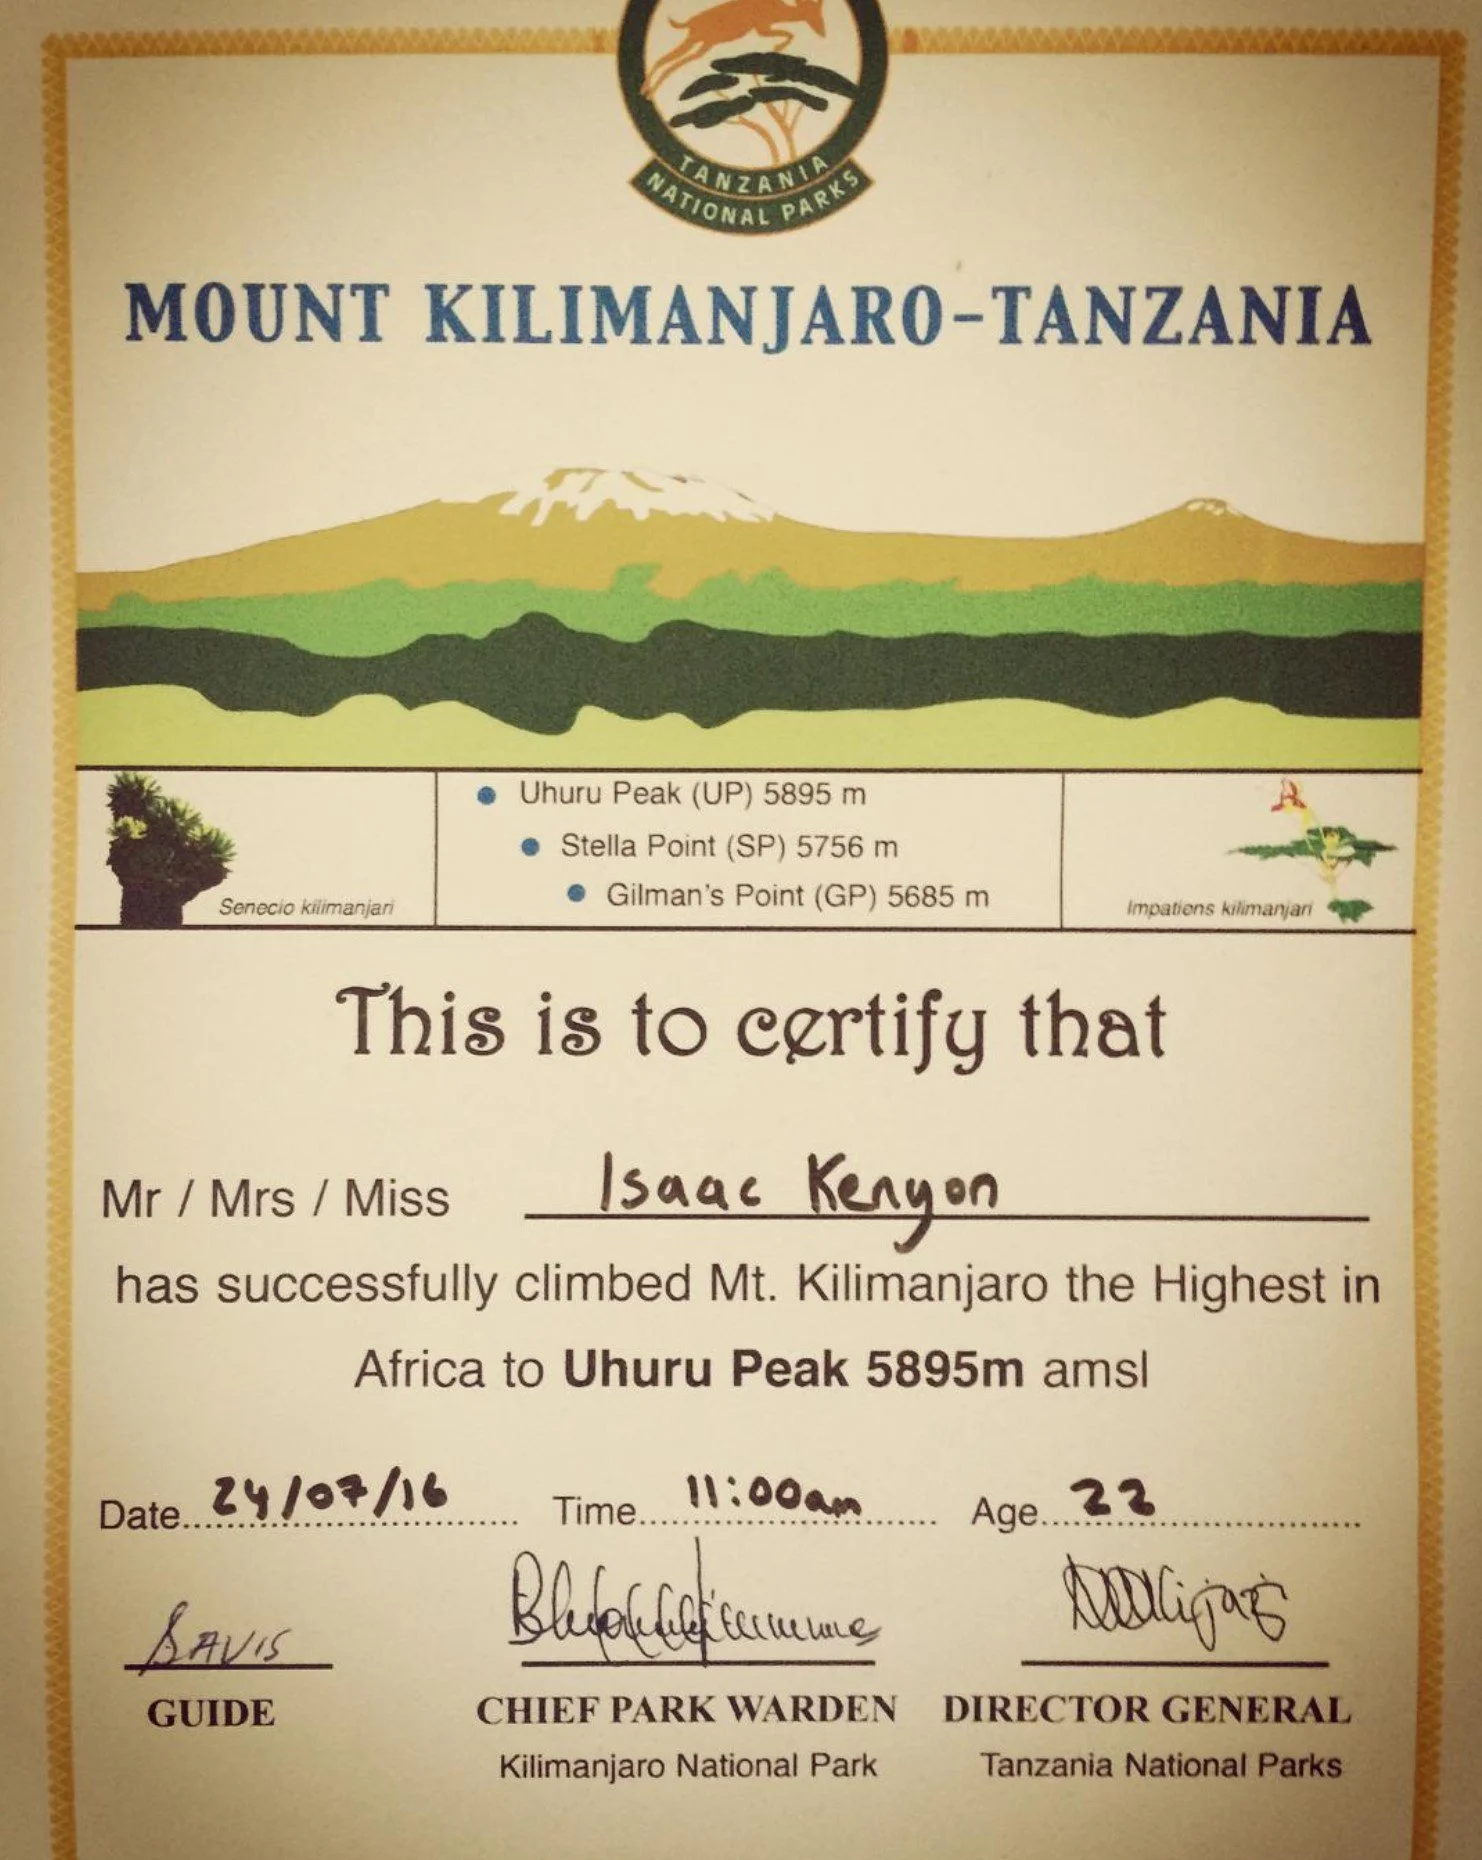 TANZANIA
NATIONAL PARKS
MOUNT KILIMANJARO-TANZANIA
Uhuru Peak (UP) 5895 m
Stella Point (SP) 5756 m
Gilman's Point (GP) 5685 m
Senecio kilimanjari
Impatiens kilimanjari
This is to certify that
Mr / Mrs / Miss Isaac Kenyon
has successfully climbed Mt. Kilimanjaro the Highest in
Africa to Uhuru Peak 5895m amsl
Date 24/07/16 Time 11:00am Age 22
GUIDE CHIEF PARK WARDEN DIRECTOR GENERAL
Kilimanjaro National Park Tanzania National Parks